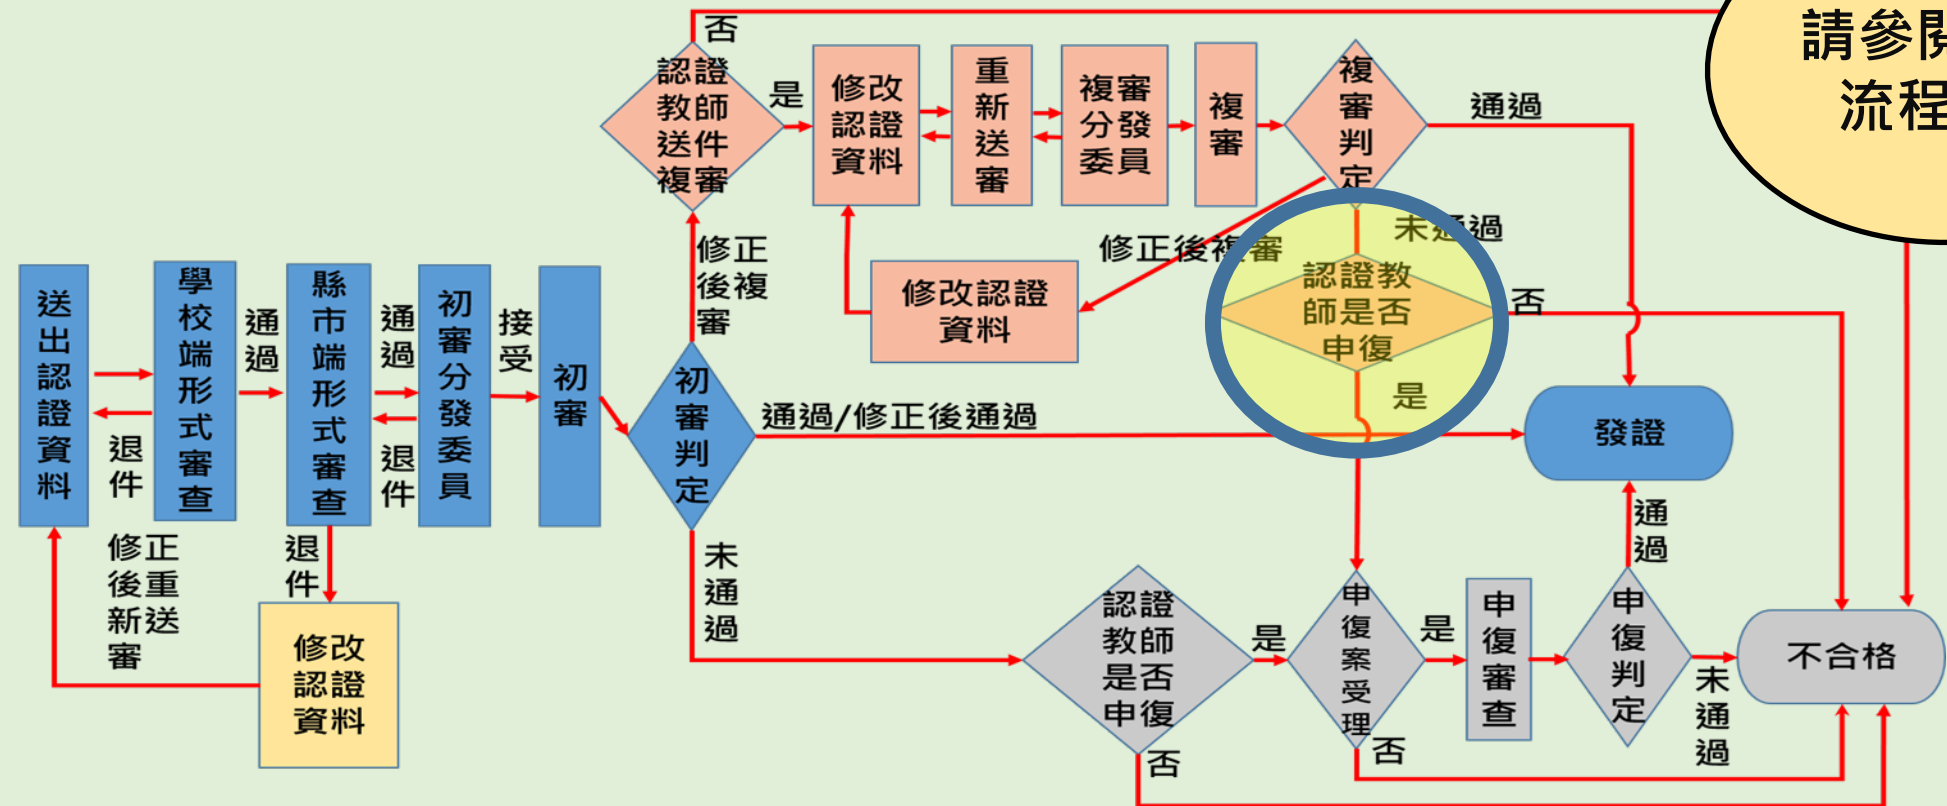 否
請參閱
流程
認證
教師
送件
複審
是
修改
認證
資料
重
新
送
審
複審
分發
委員
複
審
複
審
判
定
通過
未通過
修正後複審
修改認證
資料
認證教
師是否
申復
否
是
修正
後複
審
送
出
認
證
資
料
學
校
端
形
式
審
查
通
過
退
件
縣
市
端
形
式
審
查
通
過
退
件
初
審
分
發
委
員
接
受
初
審
初
審
判
定
通過/修正後通過
發證
修正
後重
新送
審
退
件
修改
認證
資料
未
通
過
認證
教師
是否
申復
是
否
申
復
案
受
理
是
否
申
復
審
查
申
復
判
定
通
過
未
通
過
不合格